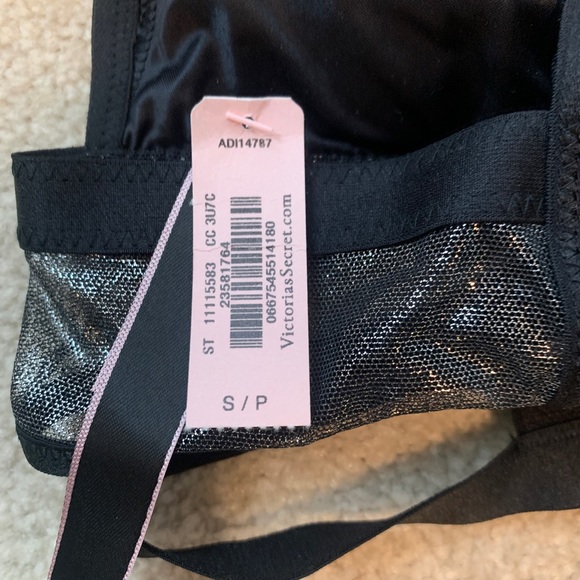 ADI14787
ST 11115583 CC 3U7C
23581764
0667545514180
VictoriasSecret.com
S / P